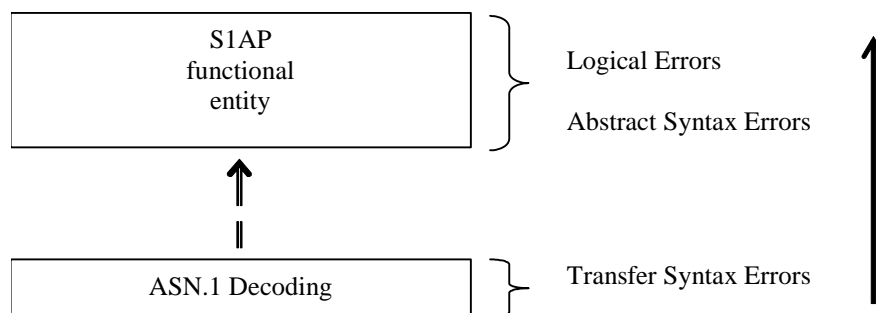 S1AP
functional
entity
Logical Errors
Abstract Syntax Errors
ASN.1 Decoding
Transfer Syntax Errors